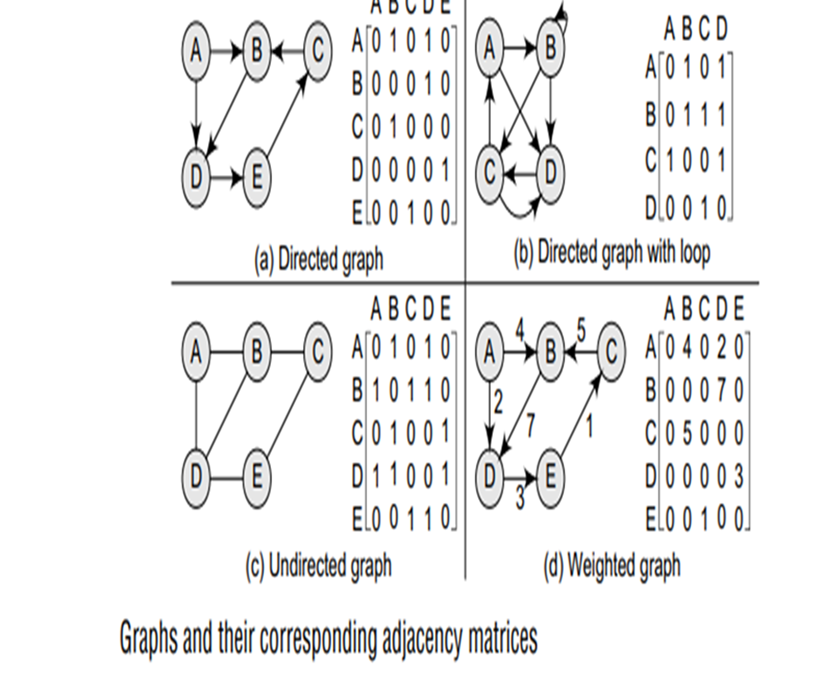 A B C D E
A B C A 0 1 0 1 0
B 0 0 0 1 0
C 0 1 0 0 0
D E D 0 0 0 0 1
E 0 0 1 0 0
(a) Directed graph
A B C D
A B A 0 1 0 1
B 0 1 1 1
C D C 1 0 0 1
D 0 0 1 0
(b) Directed graph with loop
A B C D E
A B C A 0 1 0 1 0
B 1 0 1 1 0
C 0 1 0 0 1
D E D 1 1 0 0 1
E 0 0 1 1 0
(c) Undirected graph
A B C D E
4 5
A B C A 0 4 0 2 0
2 B 0 0 0 7 0
7 1 C 0 5 0 0 0
D E D 0 0 0 0 3
3 E 0 0 1 0 0
(d) Weighted graph
Graphs and their corresponding adjacency matrices